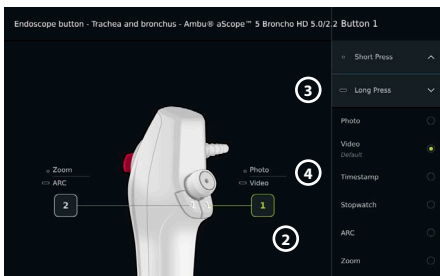 Endoscope button - Trachea and bronchus - Ambu® aScope™ 5 Broncho HD 5.0/2.2
Button 1
Short Press
3
Long Press
Photo
Video
Default
Zoom
ARC
Photo
Video
4
Timestamp
2
1
2
Stopwatch
ARC
Zoom